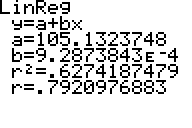 LinReg
y=a+bx
a=105.1323748
b=9.2873843ᴇ-4
r²=.6274187479
r=.7920976883